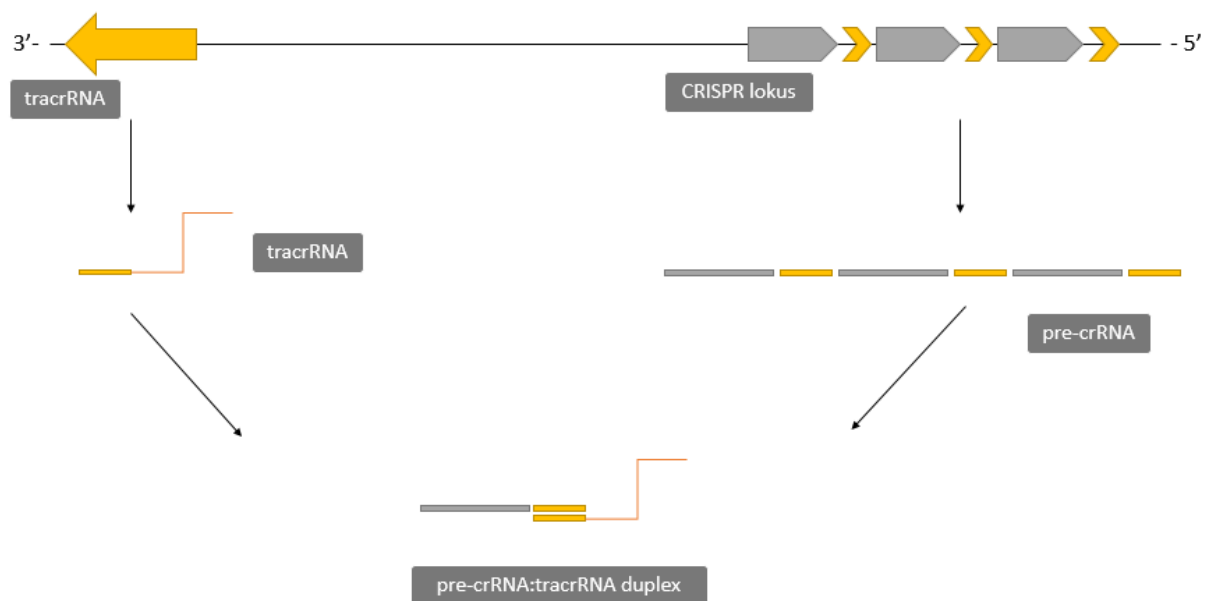 3’-
- 5’
tracrRNA
CRISPR lokus
tracrRNA
pre-crRNA
pre-crRNA:tracrRNA duplex